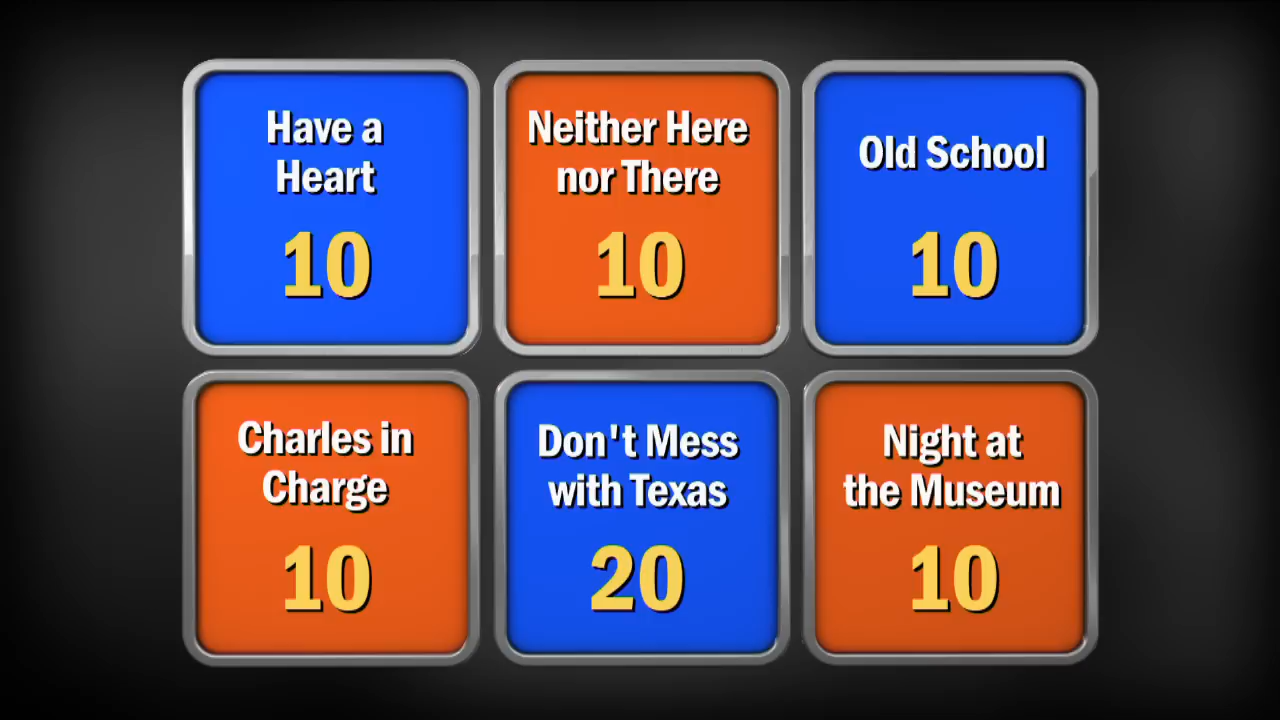 Have a
Heart
10
Neither Here
nor There
10
Old School
10
Charles in
Charge
10
Don't Mess
with Texas
20
Night at
the Museum
10